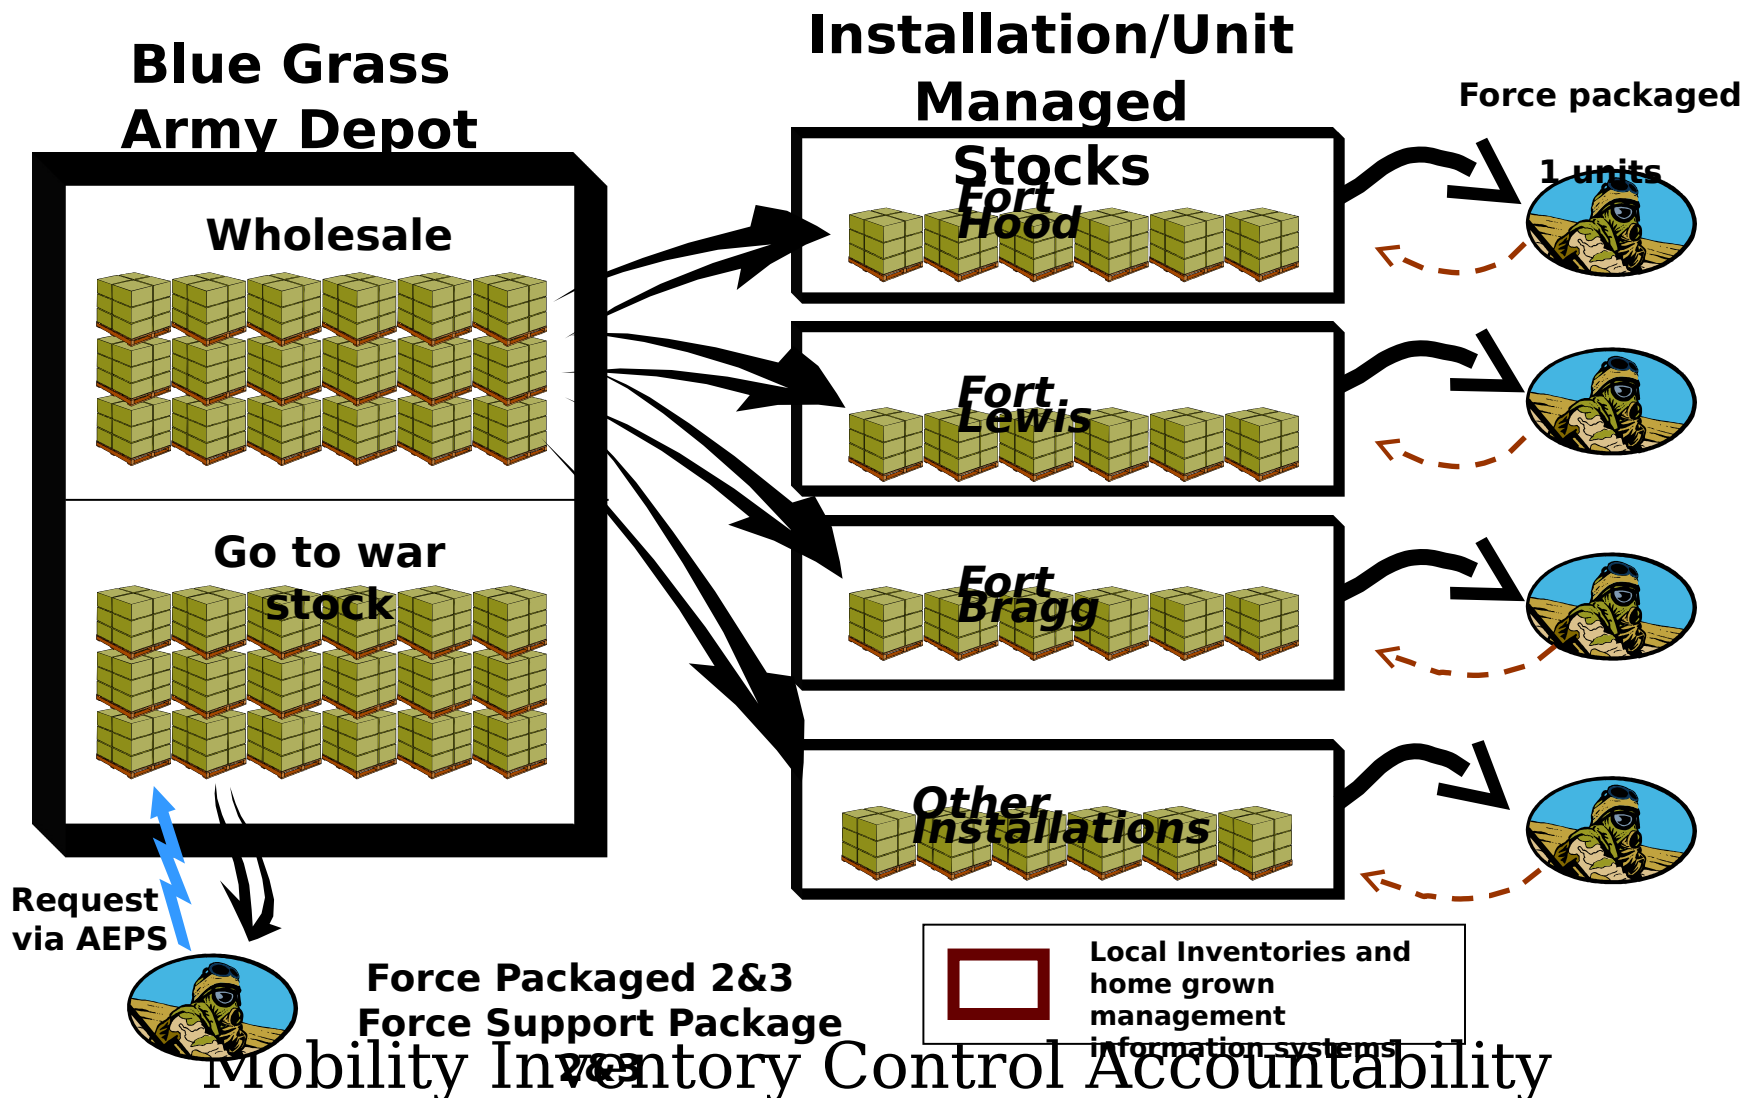 Blue Grass
Army Depot
Installation/Unit
Managed
Stocks
Force packaged
1 units
Wholesale
Go to war
stock
Fort
Hood
Fort
Lewis
Fort
Bragg
Other
Installations
Request
via AEPS
Force Packaged 2&3
Force Support Package
2&3
Local Inventories and
home grown
management
information systems
Mobility Inventory Control Accountability